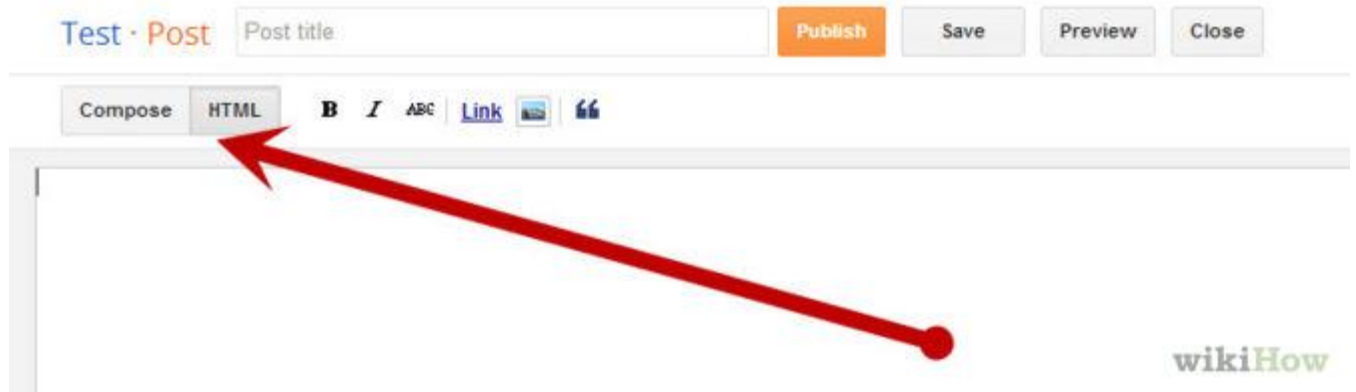 Test · Post Post title Publish Save Preview Close
Compose HTML B I ABC Link
wikiHow